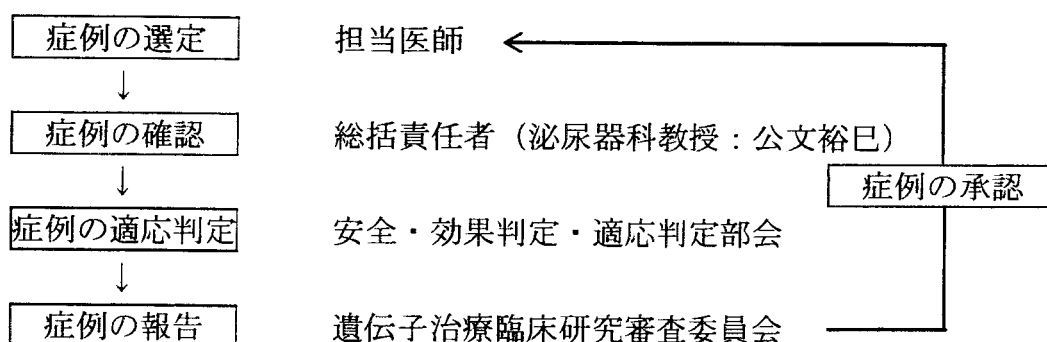 症例の選定 担当医師
↓
症例の確認 総括責任者（泌尿器科教授：公文裕巳）
↓ 症例の承認
症例の適応判定 安全・効果判定・適応判定部会
↓
症例の報告 遺伝子治療臨床研究審査委員会